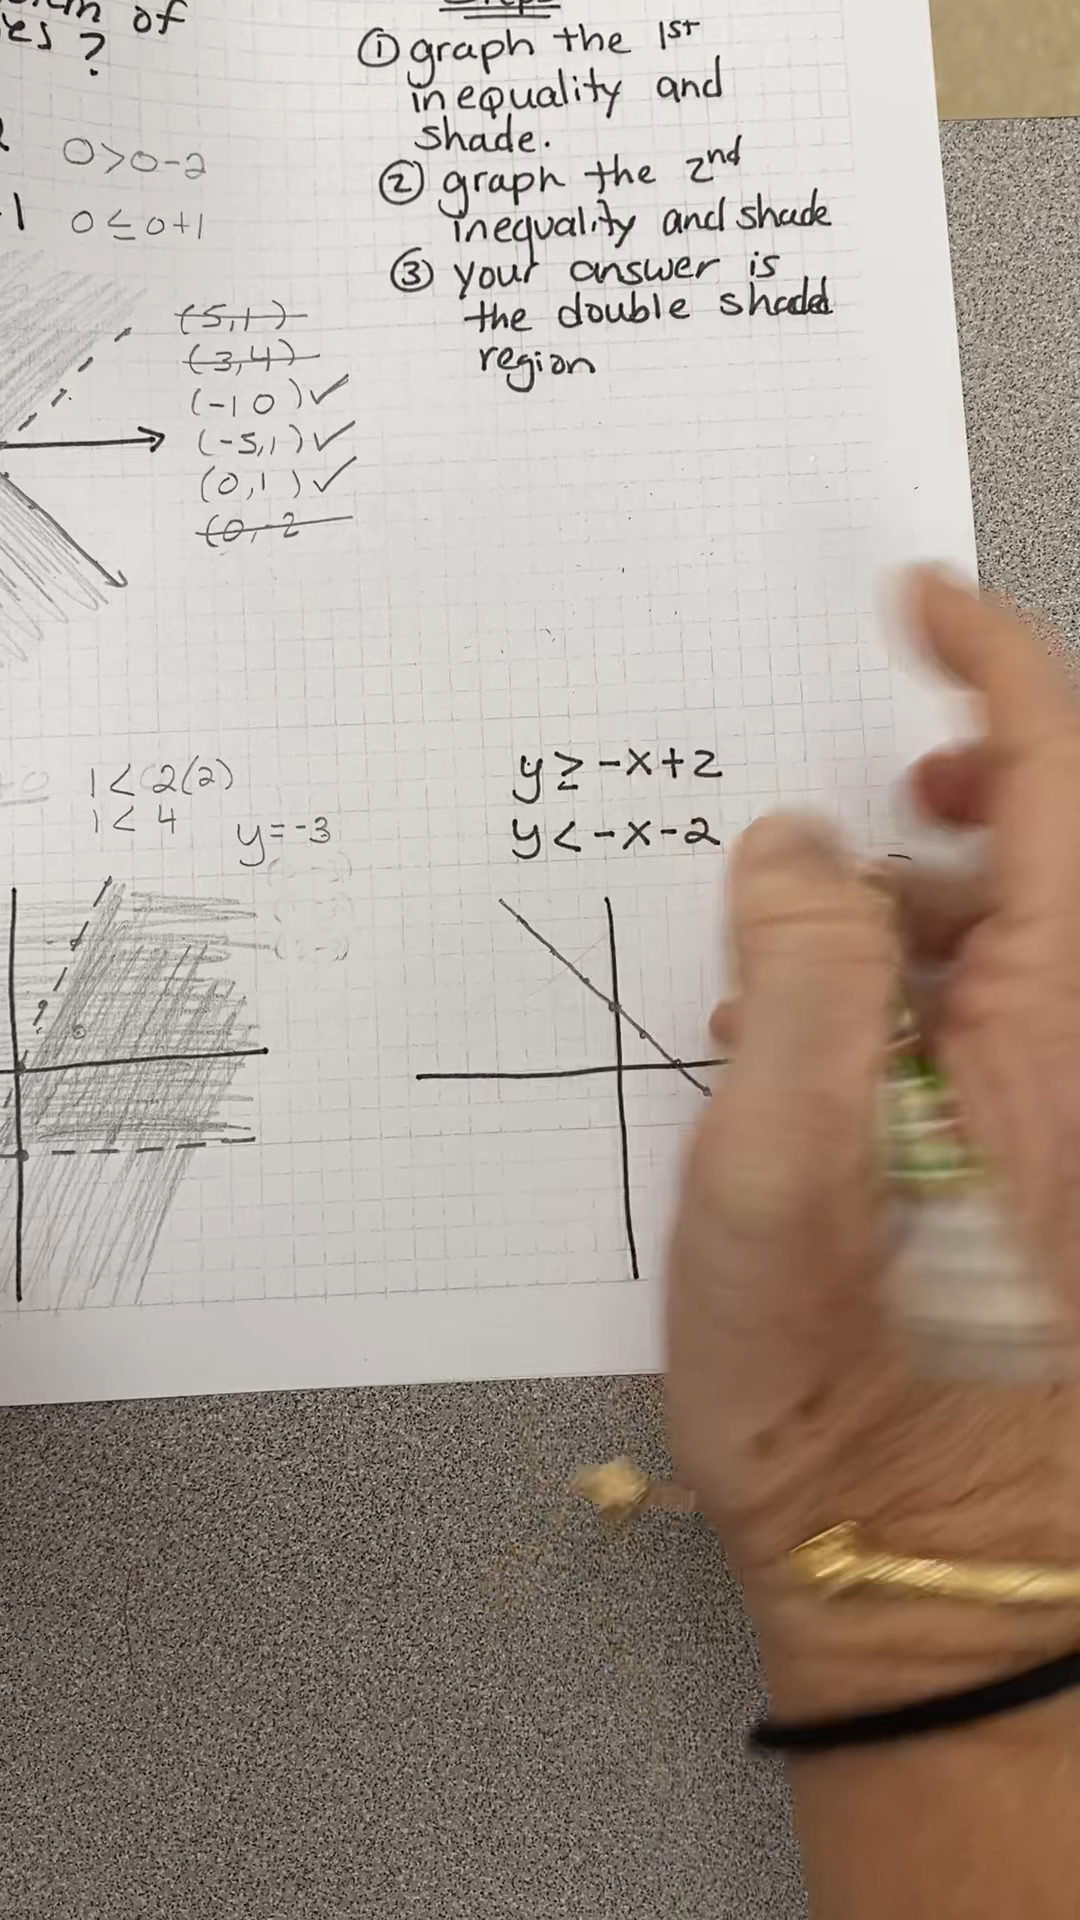 of
?
Steps
① graph the 1st
inequality and
shade.
② graph the 2nd
inequality and shade
③ your answer is
the double shaded
region
0>0-2
1 0≤0+1
(5,1)
(3,4)
(-1 0)✓
(-5,1)✓
(0,1)✓
(0,-2
1<2(2)
1<4
y=-3
y≥-x+2
y<-x-2